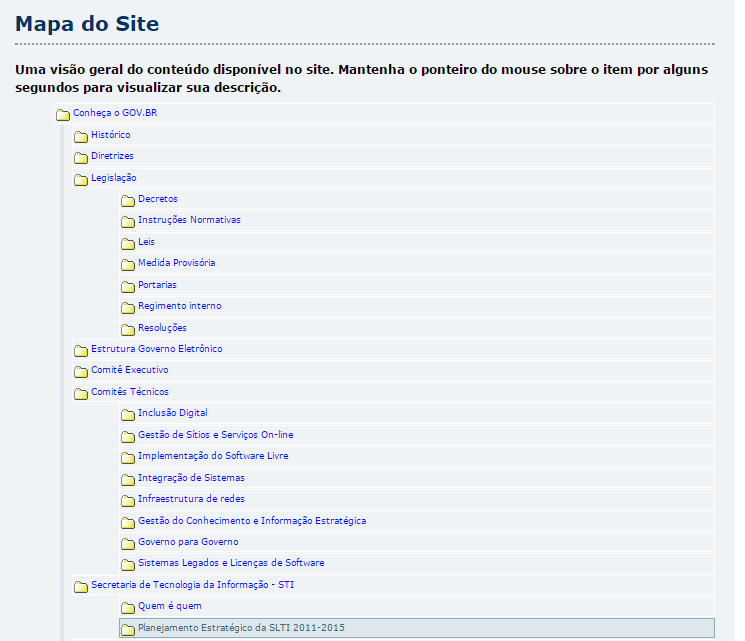 Mapa do Site
Uma visão geral do conteúdo disponível no site. Mantenha o ponteiro do mouse sobre o item por alguns
segundos para visualizar sua descrição.
Conheça o GOV.BR
Histórico
Diretrizes
Legislação
Decretos
Instruções Normativas
Leis
Medida Provisória
Portarias
Regimento interno
Resoluções
Estrutura Governo Eletrônico
Comitê Executivo
Comitês Técnicos
Inclusão Digital
Gestão de Sítios e Serviços On-line
Implementação do Software Livre
Integração de Sistemas
Infraestrutura de redes
Gestão do Conhecimento e Informação Estratégica
Governo para Governo
Sistemas Legados e Licenças de Software
Secretaria de Tecnologia da Informação - STI
Quem é quem
Planejamento Estratégico da SLTI 2011-2015